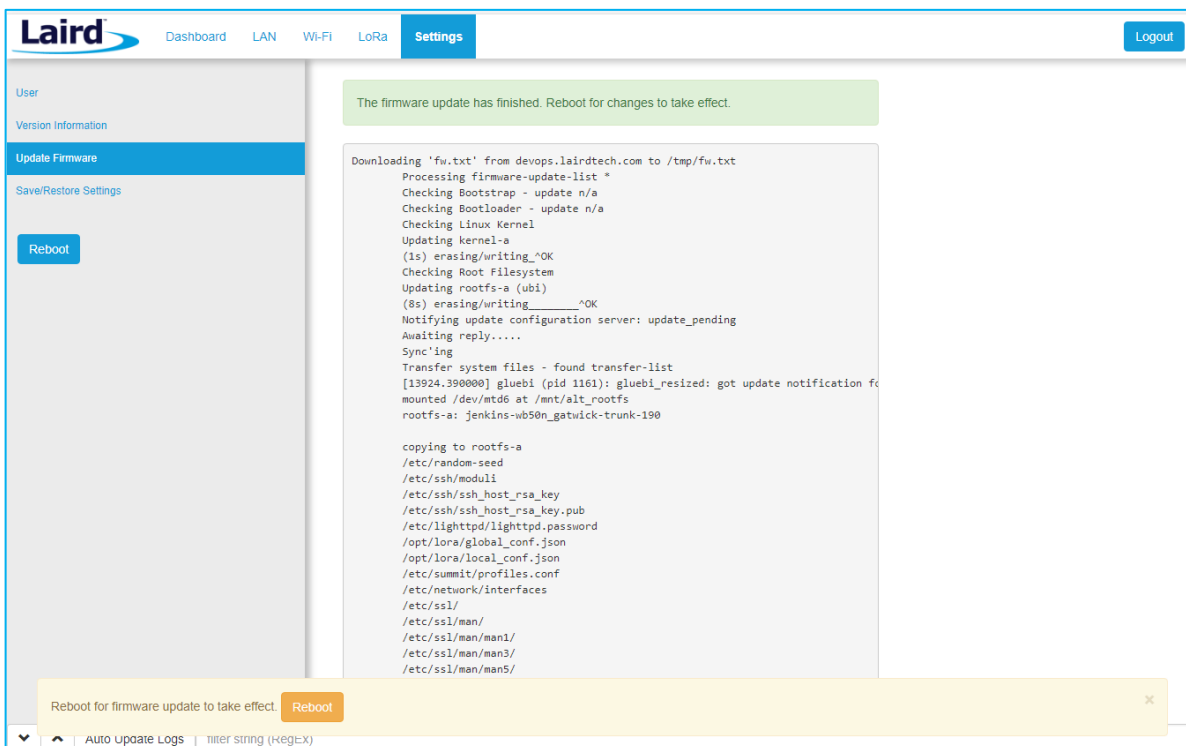 Laird
Dashboard LAN Wi-Fi LoRa Settings Logout
User
Version Information
Update Firmware
Save/Restore Settings
Reboot
The firmware update has finished. Reboot for changes to take effect.
Downloading 'fw.txt' from devops.lairdtech.com to /tmp/fw.txt
Processing firmware-update-list *
Checking Bootstrap - update n/a
Checking Bootloader - update n/a
Checking Linux Kernel
Updating kernel-a
(1s) erasing/writing_^OK
Checking Root Filesystem
Updating rootfs-a (ubi)
(8s) erasing/writing________^OK
Notifying update configuration server: update_pending
Awaiting reply.....
Sync'ing
Transfer system files - found transfer-list
[13924.390000] gluebi (pid 1161): gluebi_resized: got update notification fo
mounted /dev/mtd6 at /mnt/alt_rootfs
rootfs-a: jenkins-wb50n_gatwick-trunk-190
copying to rootfs-a
/etc/random-seed
/etc/ssh/moduli
/etc/ssh/ssh_host_rsa_key
/etc/ssh/ssh_host_rsa_key.pub
/etc/lighttpd/lighttpd.password
/opt/lora/global_conf.json
/opt/lora/local_conf.json
/etc/summit/profiles.conf
/etc/network/interfaces
/etc/ssl/
/etc/ssl/man/
/etc/ssl/man/man1/
/etc/ssl/man/man3/
/etc/ssl/man/man5/
Reboot for firmware update to take effect. Reboot ×
Auto Update Logs | filter string (RegEx)